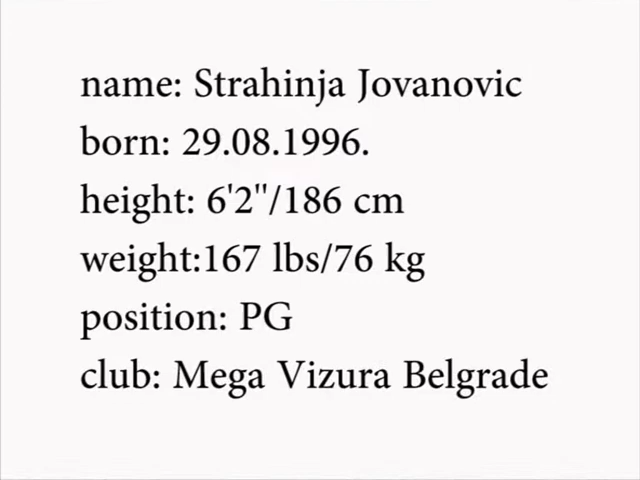 name: Strahinja Jovanovic
born: 29.08.1996.
height: 6'2"/186 cm
weight:167 lbs/76 kg
position: PG
club: Mega Vizura Belgrade